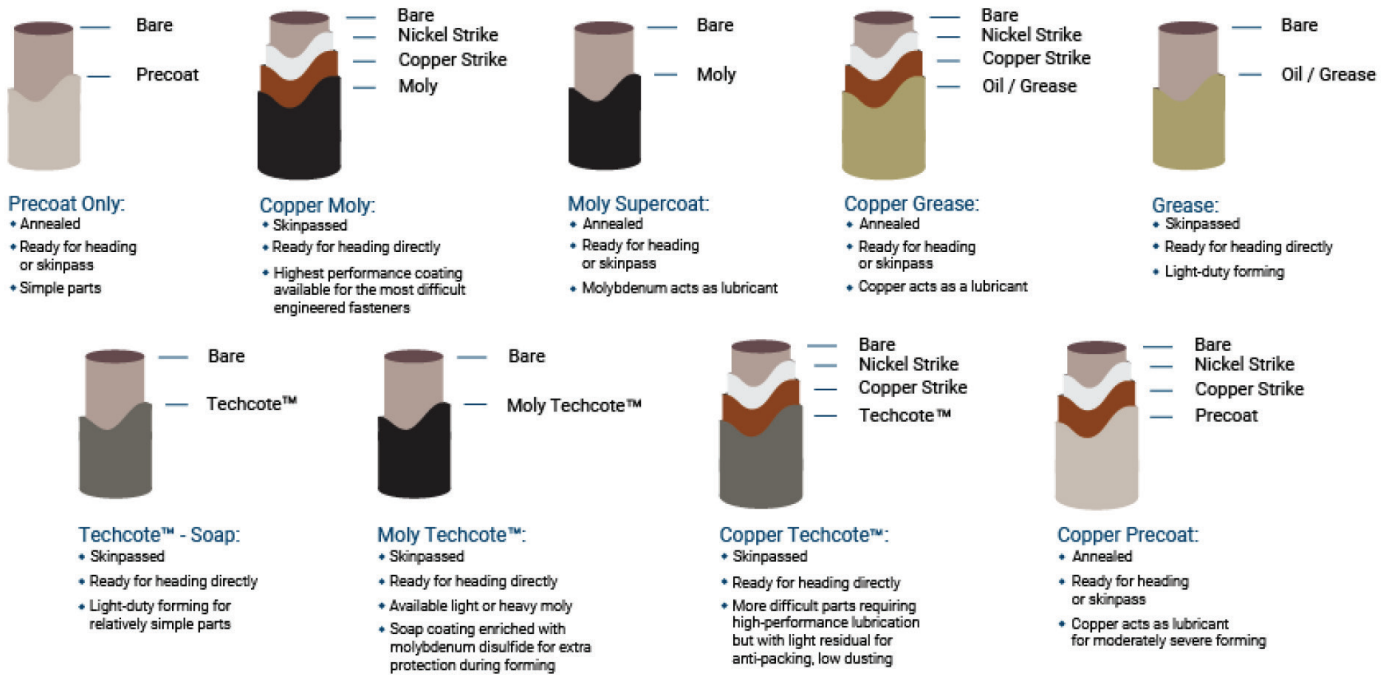 Bare
Precoat
Precoat Only:
Annealed
Ready for heading
or skinpass
Simple parts
Bare
Nickel Strike
Copper Strike
Moly
Copper Moly:
Skinpassed
Ready for heading directly
Highest performance coating
available for the most difficult
engineered fasteners
Bare
Moly
Moly Supercoat:
Annealed
Ready for heading
or skinpass
Molybdenum acts as lubricant
Bare
Nickel Strike
Copper Strike
Oil / Grease
Copper Grease:
Annealed
Ready for heading
or skinpass
Copper acts as a lubricant
Bare
Oil / Grease
Grease:
Skinpassed
Ready for heading directly
Light-duty forming
Bare
Techcote™
Techcote™ - Soap:
Skinpassed
Ready for heading directly
Light-duty forming for
relatively simple parts
Bare
Moly Techcote™
Moly Techcote™:
Skinpassed
Ready for heading directly
Available light or heavy moly
Soap coating enriched with
molybdenum disulfide for extra
protection during forming
Bare
Nickel Strike
Copper Strike
Techcote™
Copper Techcote™:
Skinpassed
Ready for heading directly
More difficult parts requiring
high-performance lubrication
but with light residual for
anti-packing, low dusting
Bare
Nickel Strike
Copper Strike
Precoat
Copper Precoat:
Annealed
Ready for heading
or skinpass
Copper acts as lubricant
for moderately severe forming